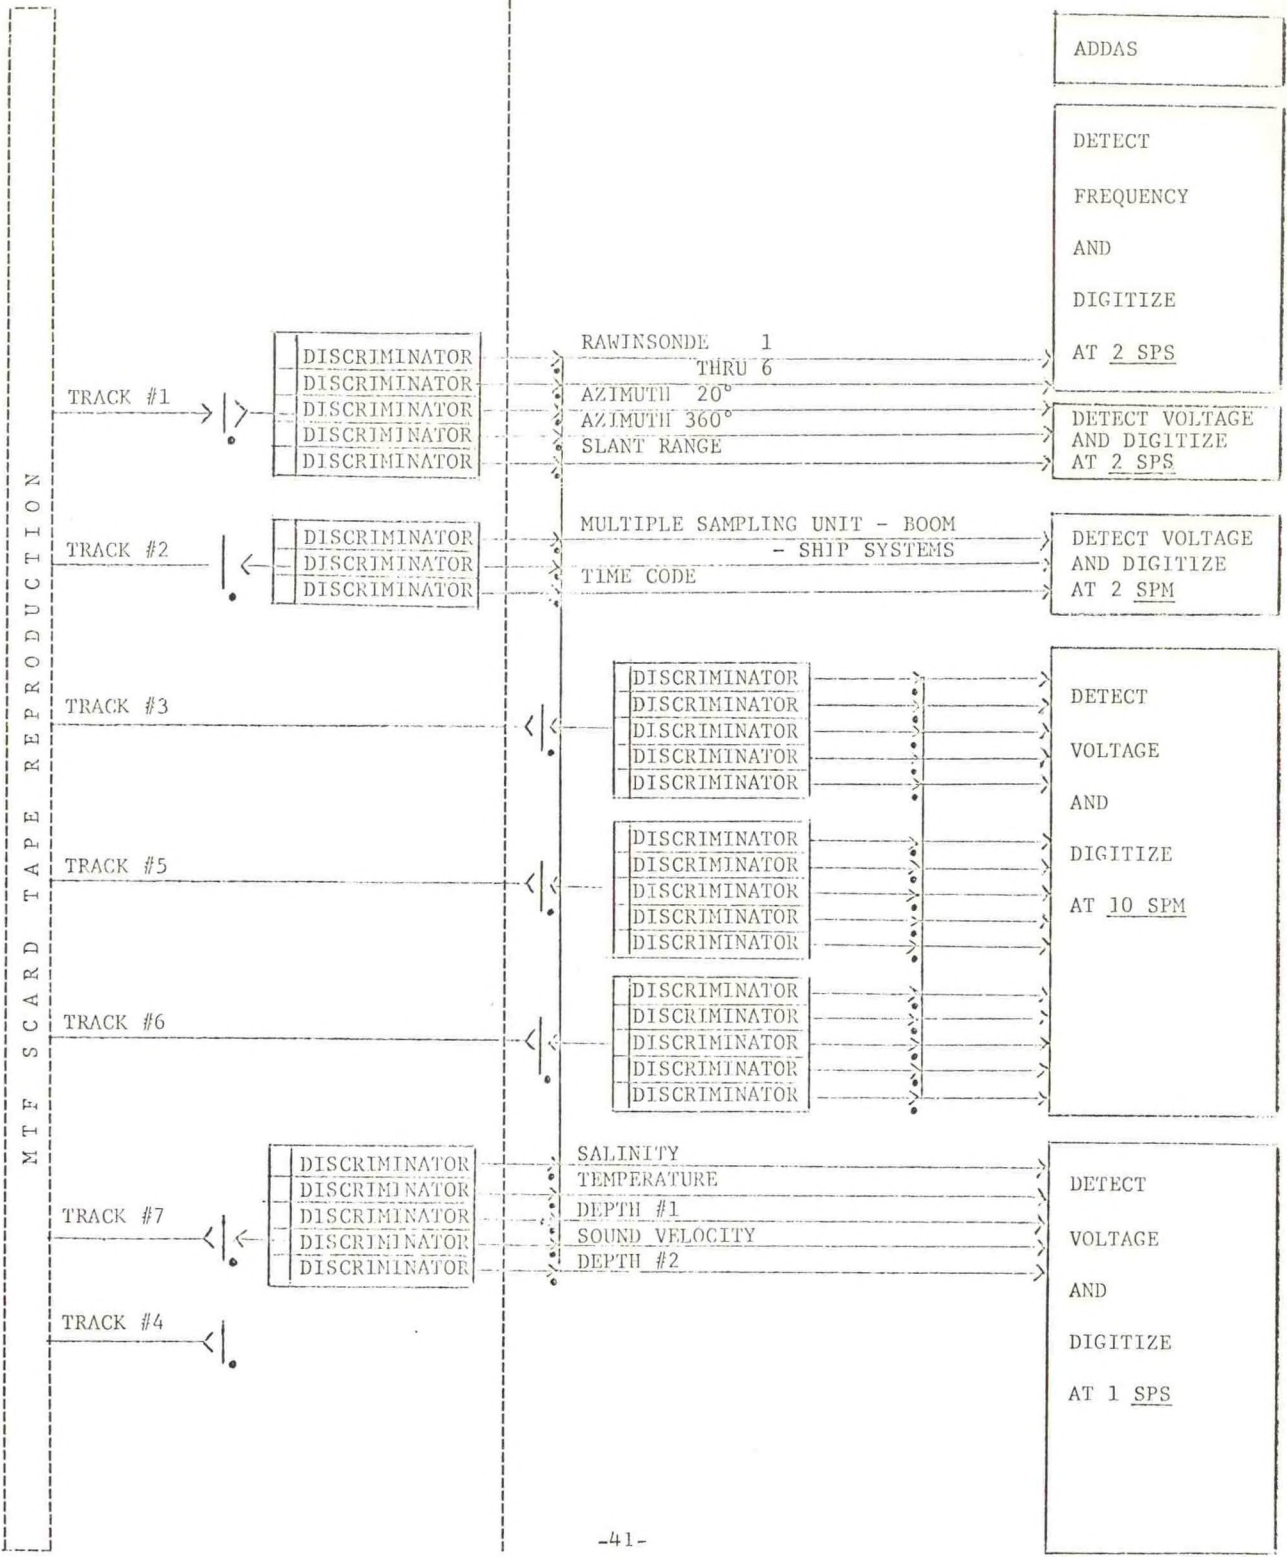 ADDAS
DETECT
FREQUENCY
AND
DIGITIZE
AT 2 SPS
TRACK #1
DISCRIMINATOR
DISCRIMINATOR
DISCRIMINATOR
DISCRIMINATOR
DISCRIMINATOR
RAWINSONDE 1
THRU 6
AZIMUTH 20°
AZIMUTH 360°
SLANT RANGE
DETECT VOLTAGE
AND DIGITIZE
AT 2 SPS
TRACK #2
DISCRIMINATOR
DISCRIMINATOR
DISCRIMINATOR
MULTIPLE SAMPLING UNIT - BOOM
- SHIP SYSTEMS
TIME CODE
DETECT VOLTAGE
AND DIGITIZE
AT 2 SPM
MTF SCARD TAPE REPRODUCTION
TRACK #3
DISCRIMINATOR
DISCRIMINATOR
DISCRIMINATOR
DISCRIMINATOR
DISCRIMINATOR
TRACK #5
DISCRIMINATOR
DISCRIMINATOR
DISCRIMINATOR
DISCRIMINATOR
DISCRIMINATOR
TRACK #6
DISCRIMINATOR
DISCRIMINATOR
DISCRIMINATOR
DISCRIMINATOR
DISCRIMINATOR
DETECT
VOLTAGE
AND
DIGITIZE
AT 10 SPM
TRACK #7
DISCRIMINATOR
DISCRIMINATOR
DISCRIMINATOR
DISCRIMINATOR
DISCRIMINATOR
SALINITY
TEMPERATURE
DEPTH #1
SOUND VELOCITY
DEPTH #2
TRACK #4
DETECT
VOLTAGE
AND
DIGITIZE
AT 1 SPS
-41-